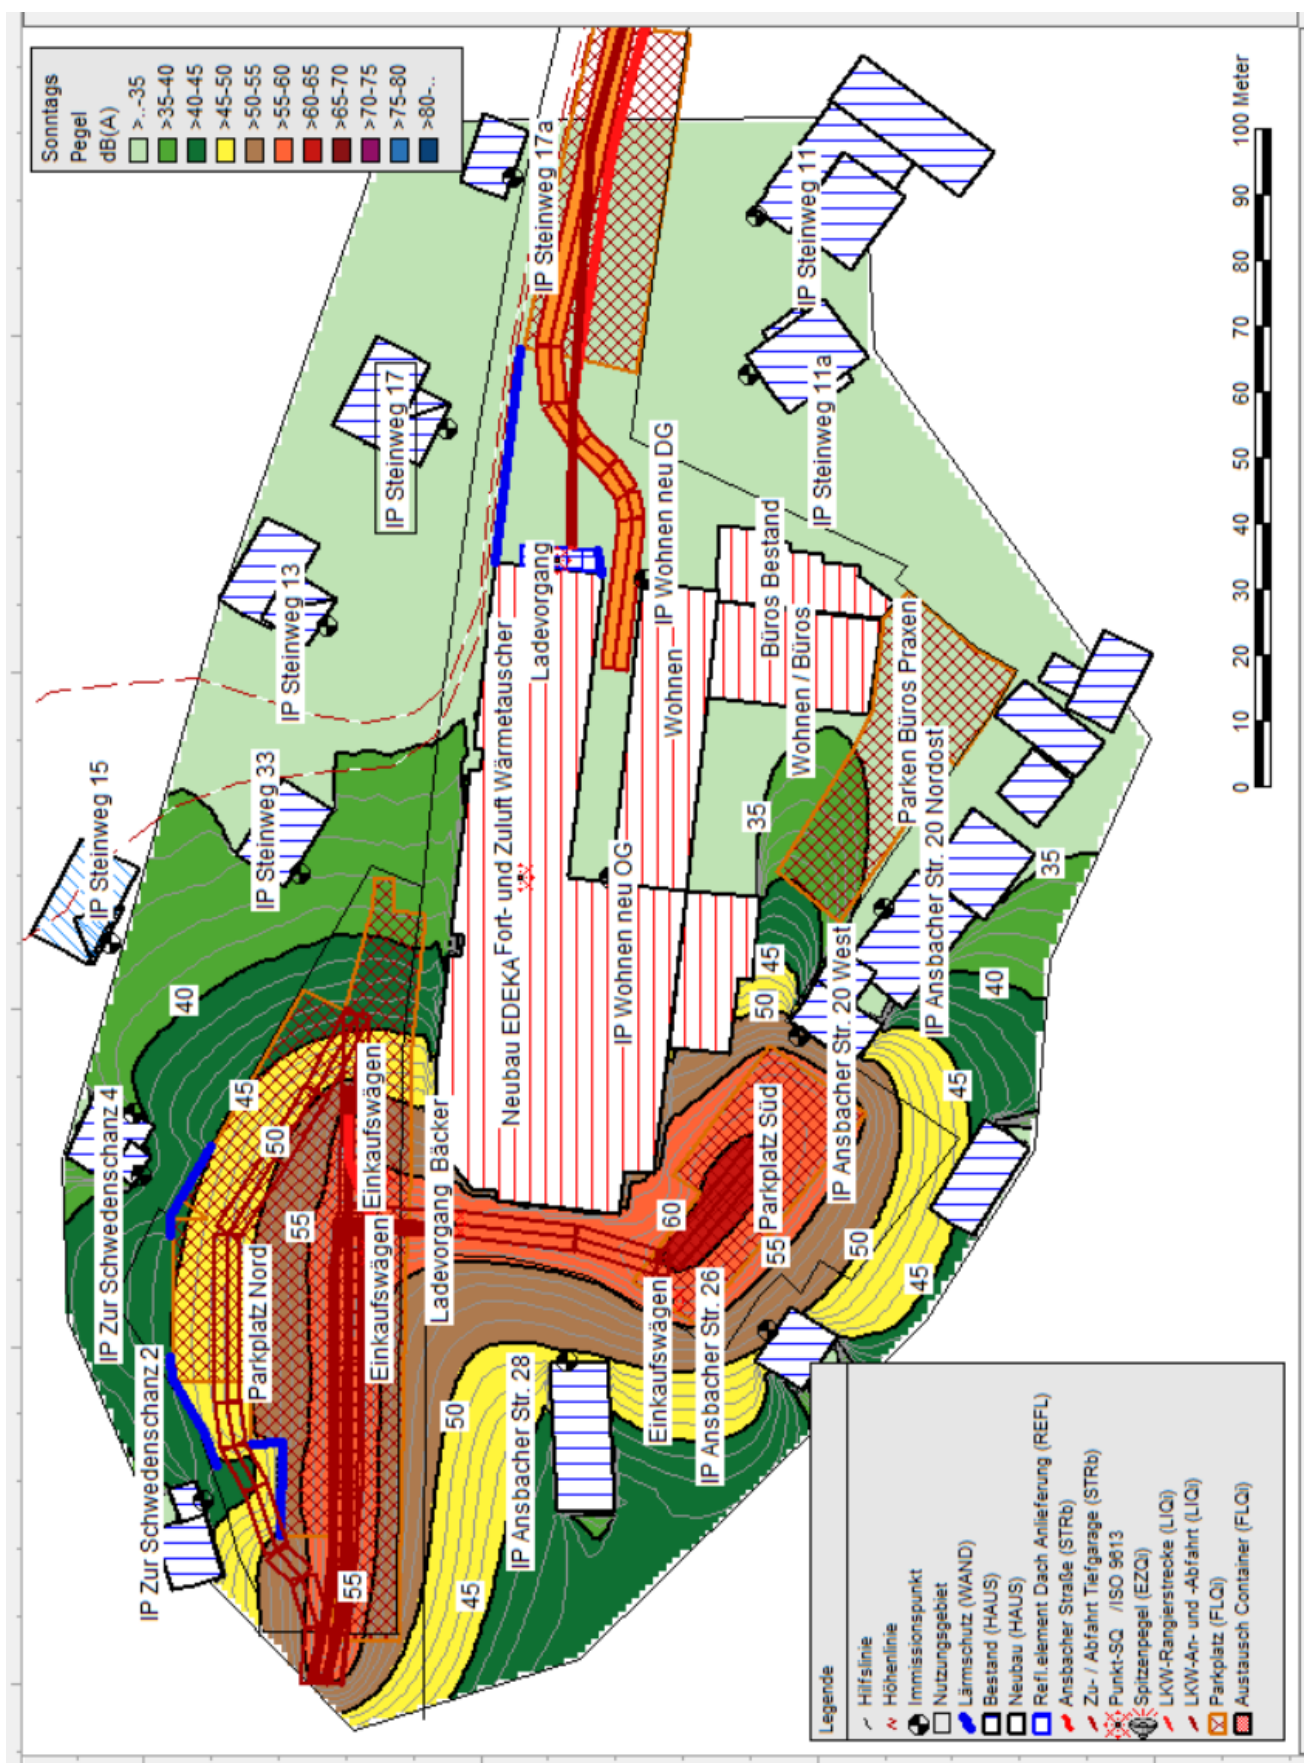 Sonntags
Pegel
dB(A)
>..-35
>35-40
>40-45
>45-50
>50-55
>55-60
>60-65
>65-70
>70-75
>75-80
>80-..
IP Steinweg 15
IP Steinweg 33
IP Steinweg 13
IP Steinweg 17
IP Steinweg 17a
IP Zur Schwedenschanz 2
IP Zur Schwedenschanz 4
40
45
50
55
55
Parkplatz Nord
Einkaufswägen
Einkaufswägen
Ladevorgang Bäcker
Neubau EDEKA
Fort- und Zuluft Wärmetauscher
Ladevorgang
IP Wohnen neu OG
Wohnen
IP Wohnen neu DG
Büros Bestand
Wohnen / Büros
IP Steinweg 11a
IP Steinweg 11
50
45
IP Ansbacher Str. 28
Einkaufswägen
IP Ansbacher Str. 26
60
Parkplatz Süd
55
50
45
IP Ansbacher Str. 20 West
50
45
35
Parken Büros Praxen
IP Ansbacher Str. 20 Nordost
45
40
35
0 10 20 30 40 50 60 70 80 90 100 Meter
Legende
Hilfslinie
Höhenlinie
Immissionspunkt
Nutzungsgebiet
Lärmschutz (WAND)
Bestand (HAUS)
Neubau (HAUS)
Refl.element Dach Anlieferung (REFL)
Ansbacher Straße (STRb)
Zu- / Abfahrt Tiefgarage (STRb)
Punkt-SQ /ISO 9613
Spitzenpegel (EZQi)
LKW-Rangierstrecke (LIQi)
LKW-An- und -Abfahrt (LIQi)
Parkplatz (FLQi)
Austausch Container (FLQi)